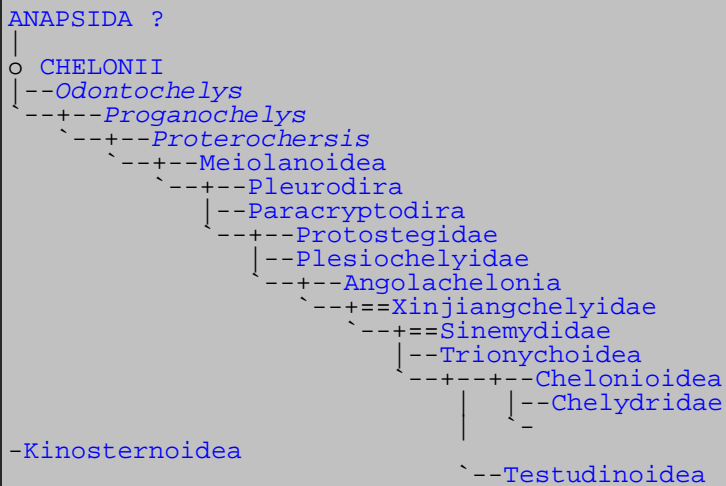 ANAPSIDA ?
|
o CHELONII
|--Odontochelys
`--+--Proganochelys
   `--+--Proterochersis
      `--+--Meiolanoidea
         `--+--Pleurodira
            |--Paracryptodira
            `--+--Protostegidae
               |--Plesiochelyidae
               `--+--Angolachelonia
                  `--+==Xinjiangchelyidae
                     `--+==Sinemydidae
                        |--Trionychoidea
                        `--+--+--Chelonioidea
                           |  |--Chelydridae
                           |  `-
-Kinosternoidea
                           `--Testudinoidea